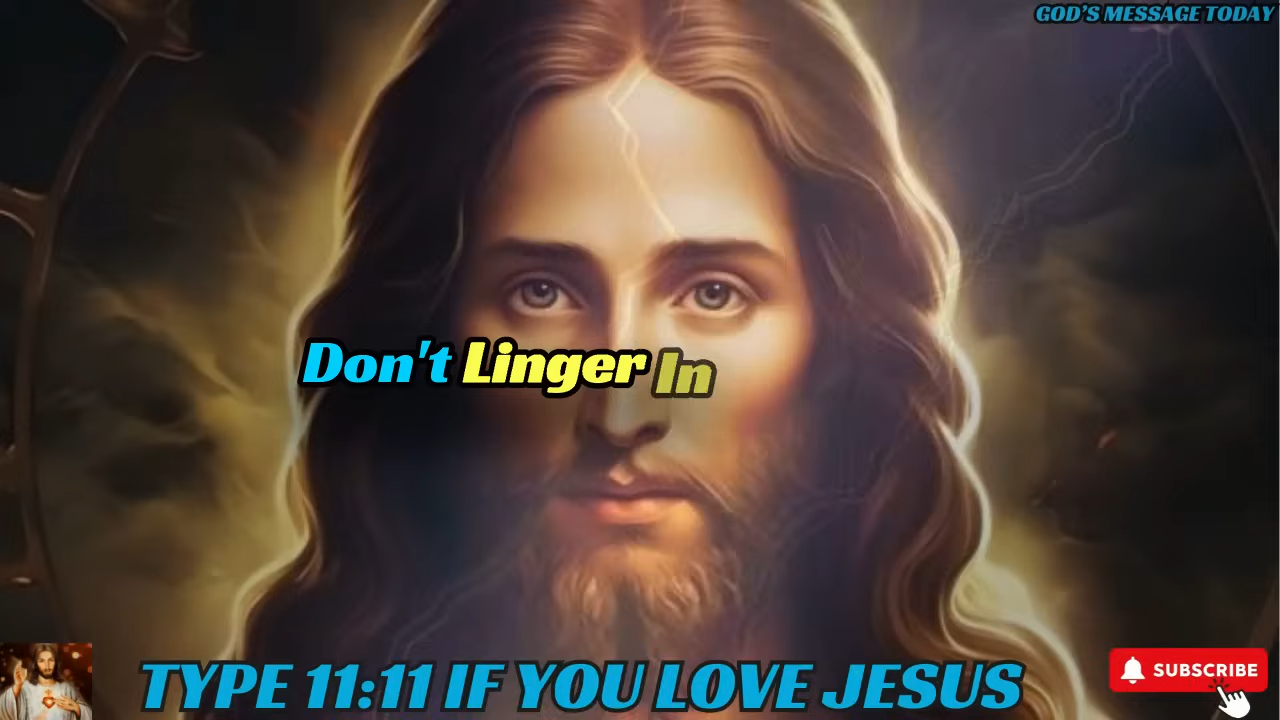 GOD'S MESSAGE TODAY
Don't Linger In
TYPE 11:11 IF YOU LOVE JESUS
SUBSCRIBE